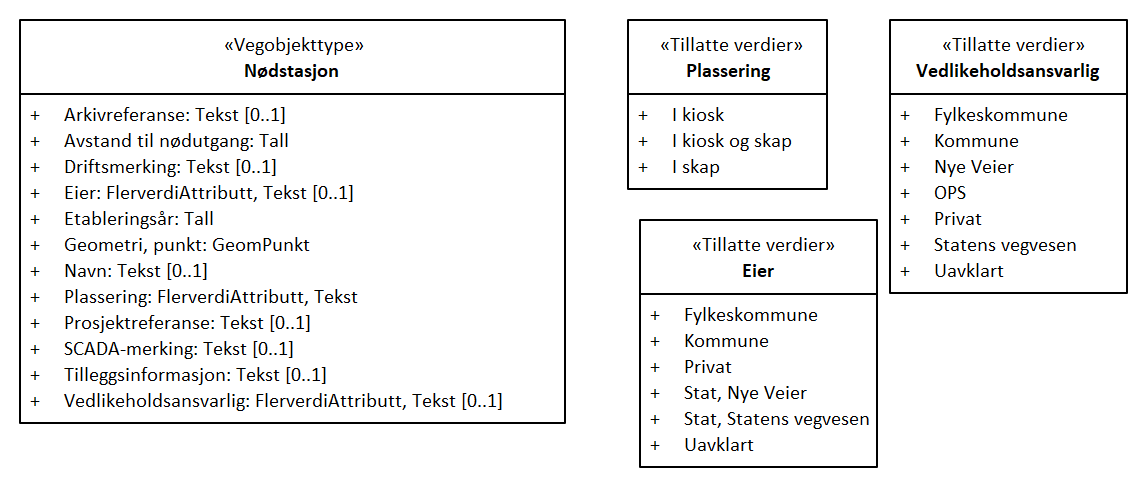 «Vegobjekttype»
Nødstasjon
+ Arkivreferanse: Tekst [0..1]
+ Avstand til nødutgang: Tall
+ Driftsmerking: Tekst [0..1]
+ Eier: FlerverdiAttributt, Tekst [0..1]
+ Etableringsår: Tall
+ Geometri, punkt: GeomPunkt
+ Navn: Tekst [0..1]
+ Plassering: FlerverdiAttributt, Tekst
+ Prosjektreferanse: Tekst [0..1]
+ SCADA-merking: Tekst [0..1]
+ Tilleggsinformasjon: Tekst [0..1]
+ Vedlikeholdsansvarlig: FlerverdiAttributt, Tekst [0..1]
«Tillatte verdier»
Plassering
+ I kiosk
+ I kiosk og skap
+ I skap
«Tillatte verdier»
Eier
+ Fylkeskommune
+ Kommune
+ Privat
+ Stat, Nye Veier
+ Stat, Statens vegvesen
+ Uavklart
«Tillatte verdier»
Vedlikeholdsansvarlig
+ Fylkeskommune
+ Kommune
+ Nye Veier
+ OPS
+ Privat
+ Statens vegvesen
+ Uavklart